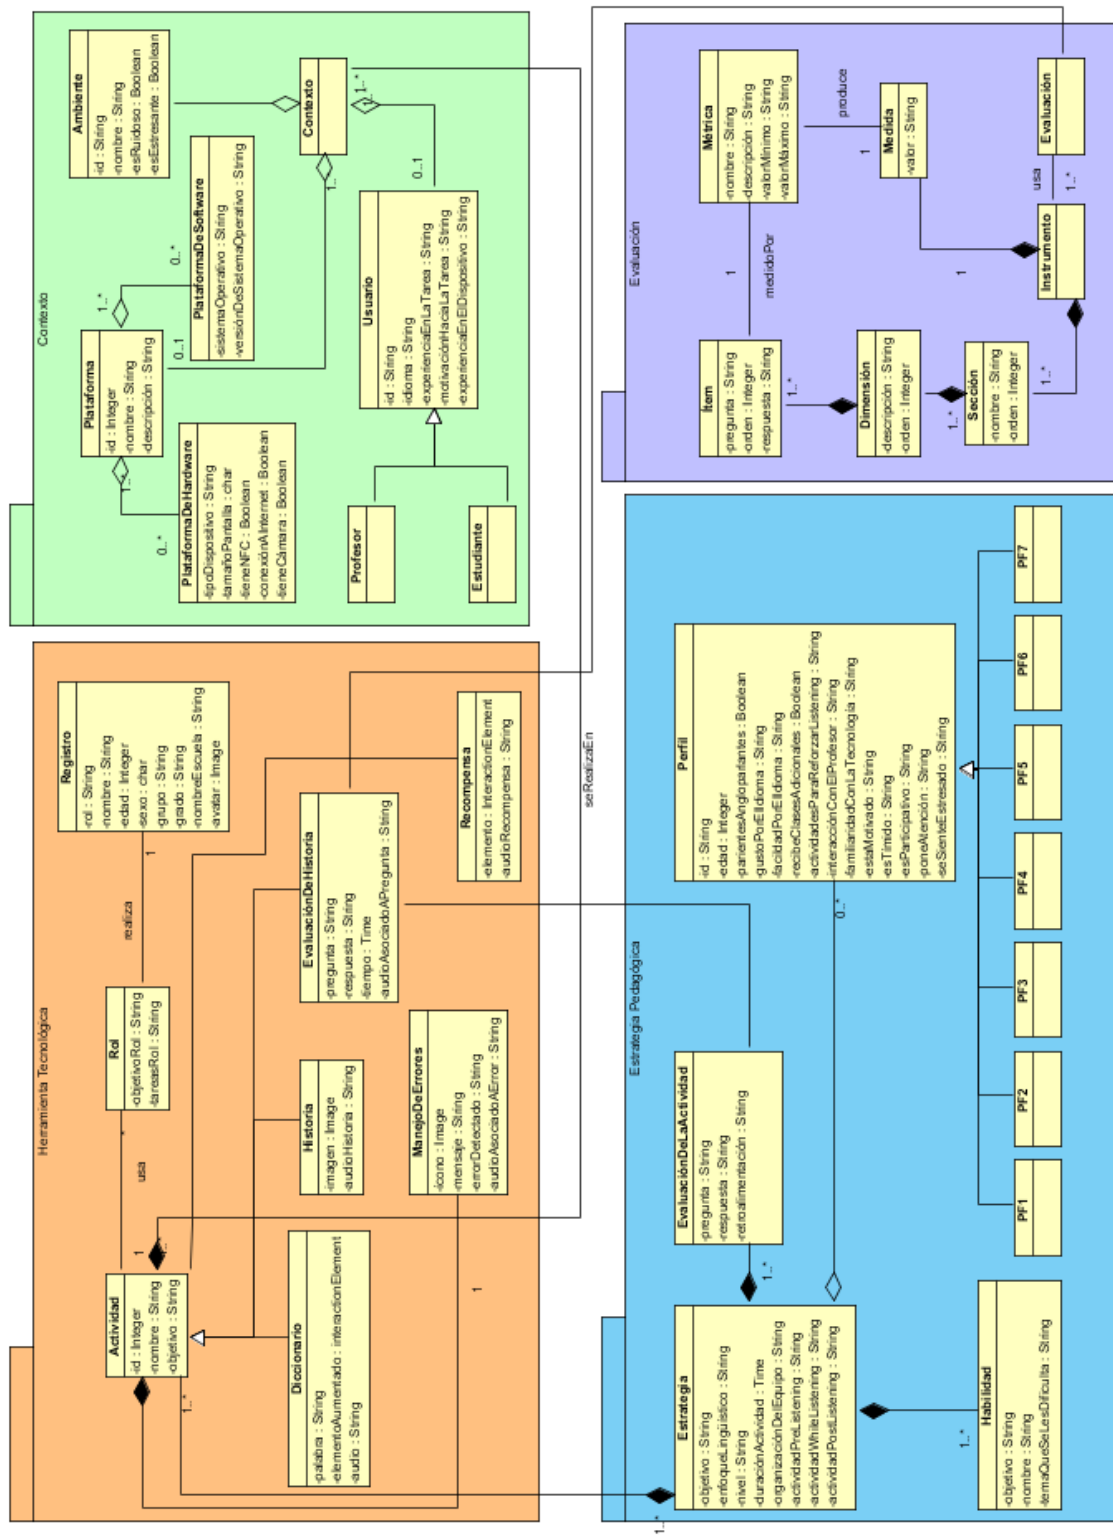 Herramienta Tecnológica
Actividad
-id : Integer
-nombre : String
-objetivo : String
usa
*
Rol
-objetivoRol : String
-tareasRol : String
realiza
1
Registro
-rol : String
-nombre : String
-edad : Integer
-sexo : char
-grupo : String
-grado : String
-nombreEscuela : String
-avatar : Image
1
1..*
1..*
Diccionario
-palabra : String
-elementoAumentado : interactionElement
-audio : String
Historia
-imagen : Image
-audioHistoria : String
EvaluaciónDeHistoria
-pregunta : String
-respuesta : String
-tiempo : Time
-audioAsociadoAPregunta : String
ManejoDeErrores
-icono : Image
-mensaje : String
-errorDetectado : String
-audioAsociadoAError : String
1
Recompensa
-elemento : InteractionElement
-audioRecompensa : String
seRealizaEn
Contexto
Plataforma
-id : Integer
-nombre : String
-descripción : String
1..*
1..*
0..*
0..*
0..1
PlataformaDeHardware
-tipoDispositivo : String
-tamañoPantalla : char
-tieneNFC : Boolean
-conexiónAInternet : Boolean
-tieneCámara : Boolean
PlataformaDeSoftware
-sistemaOperativo : String
-versiónDeSistemaOperativo : String
Ambiente
-id : String
-nombre : String
-esRuidoso : Boolean
-esEstresante : Boolean
Contexto
1..*
1..*
1..*
0..1
Usuario
-id : String
-idioma : String
-experienciaEnLaTarea : String
-motivaciónHaciaLaTarea : String
-experienciaEnElDispositivo : String
Profesor
Estudiante
Estrategia Pedagógica
1..*
Estrategia
-objetivo : String
-enfoqueLingüístico : String
-nivel : String
-duraciónActividad : Time
-organizaciónDelEquipo : String
-actividadPreListening : String
-actividadWhileListening : String
-actividadPostListening : String
1..*
EvaluaciónDeLaActividad
-pregunta : String
-respuesta : String
-retroalimentación : String
0..*
Perfil
-id : String
-edad : Integer
-parientesAngloparlantes : Boolean
-gustoPorElIdioma : String
-facilidadPorElIdioma : String
-recibeClasesAdicionales : Boolean
-actividadesParaReforzarListening : String
-interacciónConElProfesor : String
-familiaridadConLaTecnología : String
-estaMotivado : String
-esTímido : String
-esParticipativo : String
-poneAtención : String
-seSienteEstresado : String
1..*
Habilidad
-objetivo : String
-nombre : String
-temaQueSeLesDificulta : String
PF1
PF2
PF3
PF4
PF5
PF6
PF7
Evaluación
Ítem
-pregunta : String
-orden : Integer
-respuesta : String
1
medidoPor
Métrica
-nombre : String
-descripción : String
-valorMínimo : String
-valorMáximo : String
1..*
produce
1
Dimensión
-descripción : String
-orden : Integer
Medida
-valor : String
1..*
Sección
-nombre : String
-orden : Integer
1
1..*
Instrumento
usa
1..*
Evaluación